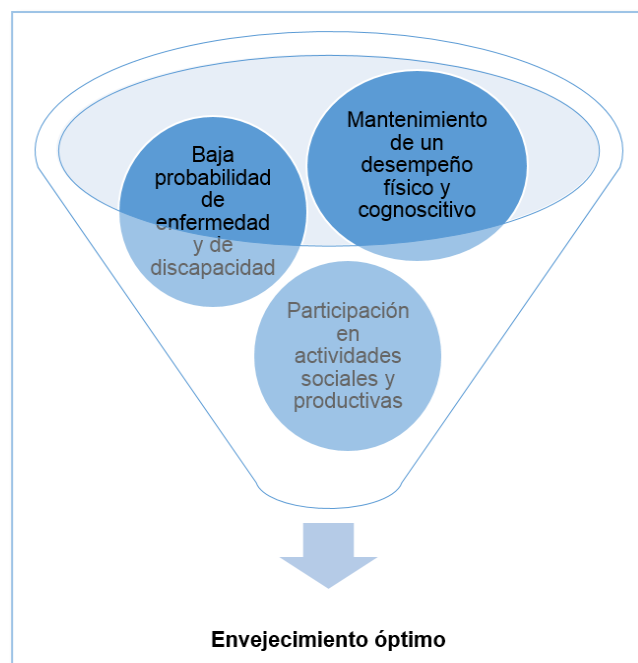 Baja
probabilidad
de
enfermedad
y de
discapacidad
Mantenimiento
de un
desempeño
físico y
cognoscitivo
Participación
en
actividades
sociales y
productivas
Envejecimiento óptimo